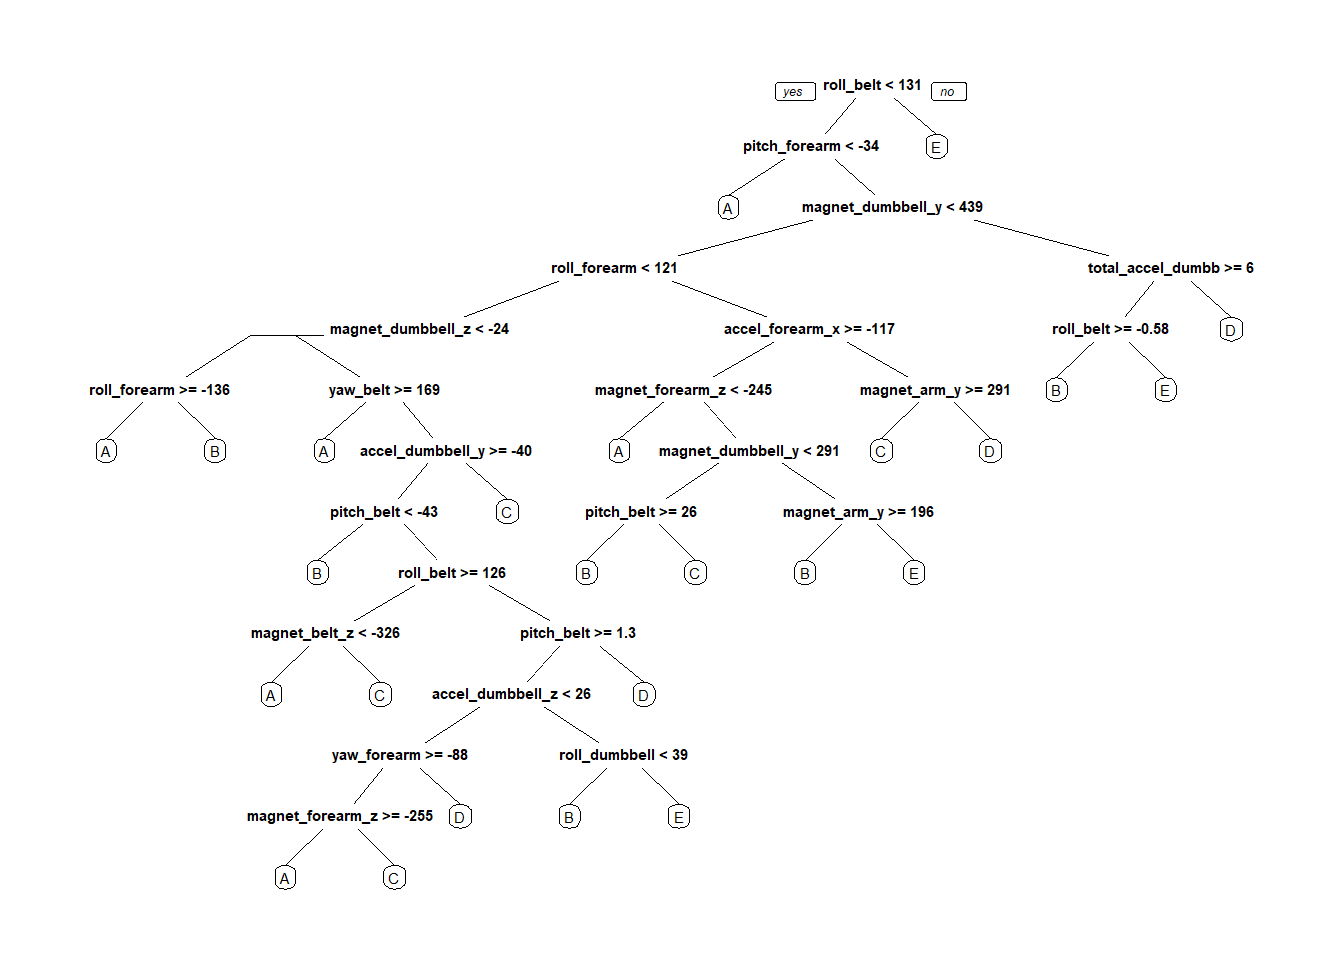 yes roll_belt < 131 no
pitch_forearm < -34 E
A magnet_dumbbell_y < 439
roll_forearm < 121 total_accel_dumbb >= 6
magnet_dumbbell_z < -24 accel_forearm_x >= -117 roll_belt >= -0.58 D
roll_forearm >= -136 yaw_belt >= 169 magnet_forearm_z < -245 magnet_arm_y >= 291 B E
A B A accel_dumbbell_y >= -40 A magnet_dumbbell_y < 291 C D
pitch_belt < -43 C pitch_belt >= 26 magnet_arm_y >= 196
B roll_belt >= 126 B C B E
magnet_belt_z < -326 pitch_belt >= 1.3
A C accel_dumbbell_z < 26 D
yaw_forearm >= -88 roll_dumbbell < 39
magnet_forearm_z >= -255 D B E
A C